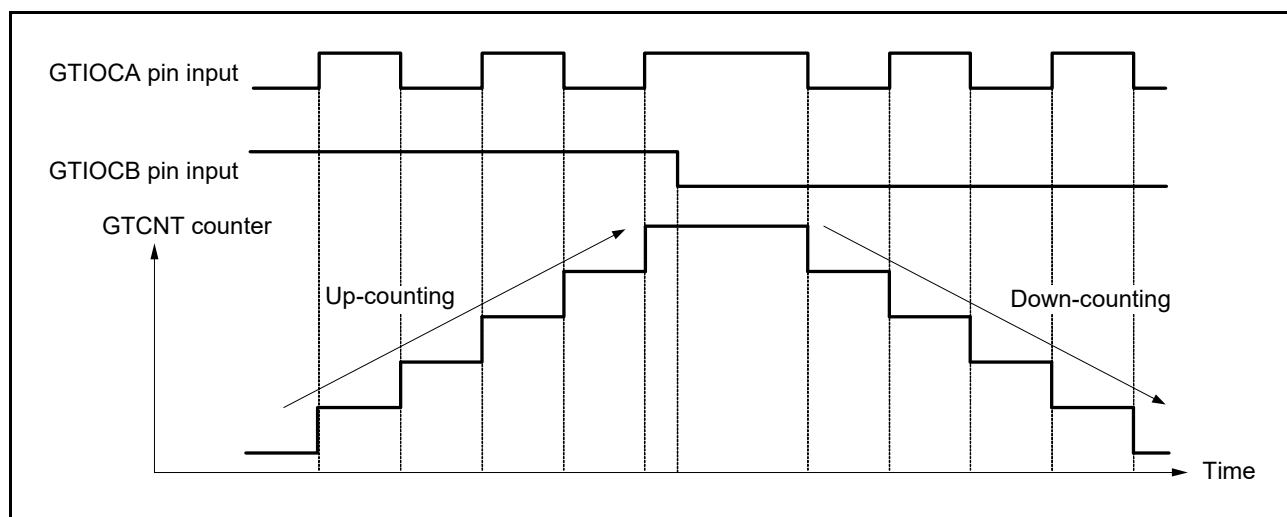 GTIOCA pin input
GTIOCB pin input
GTCNT counter
Up-counting
Down-counting
Time